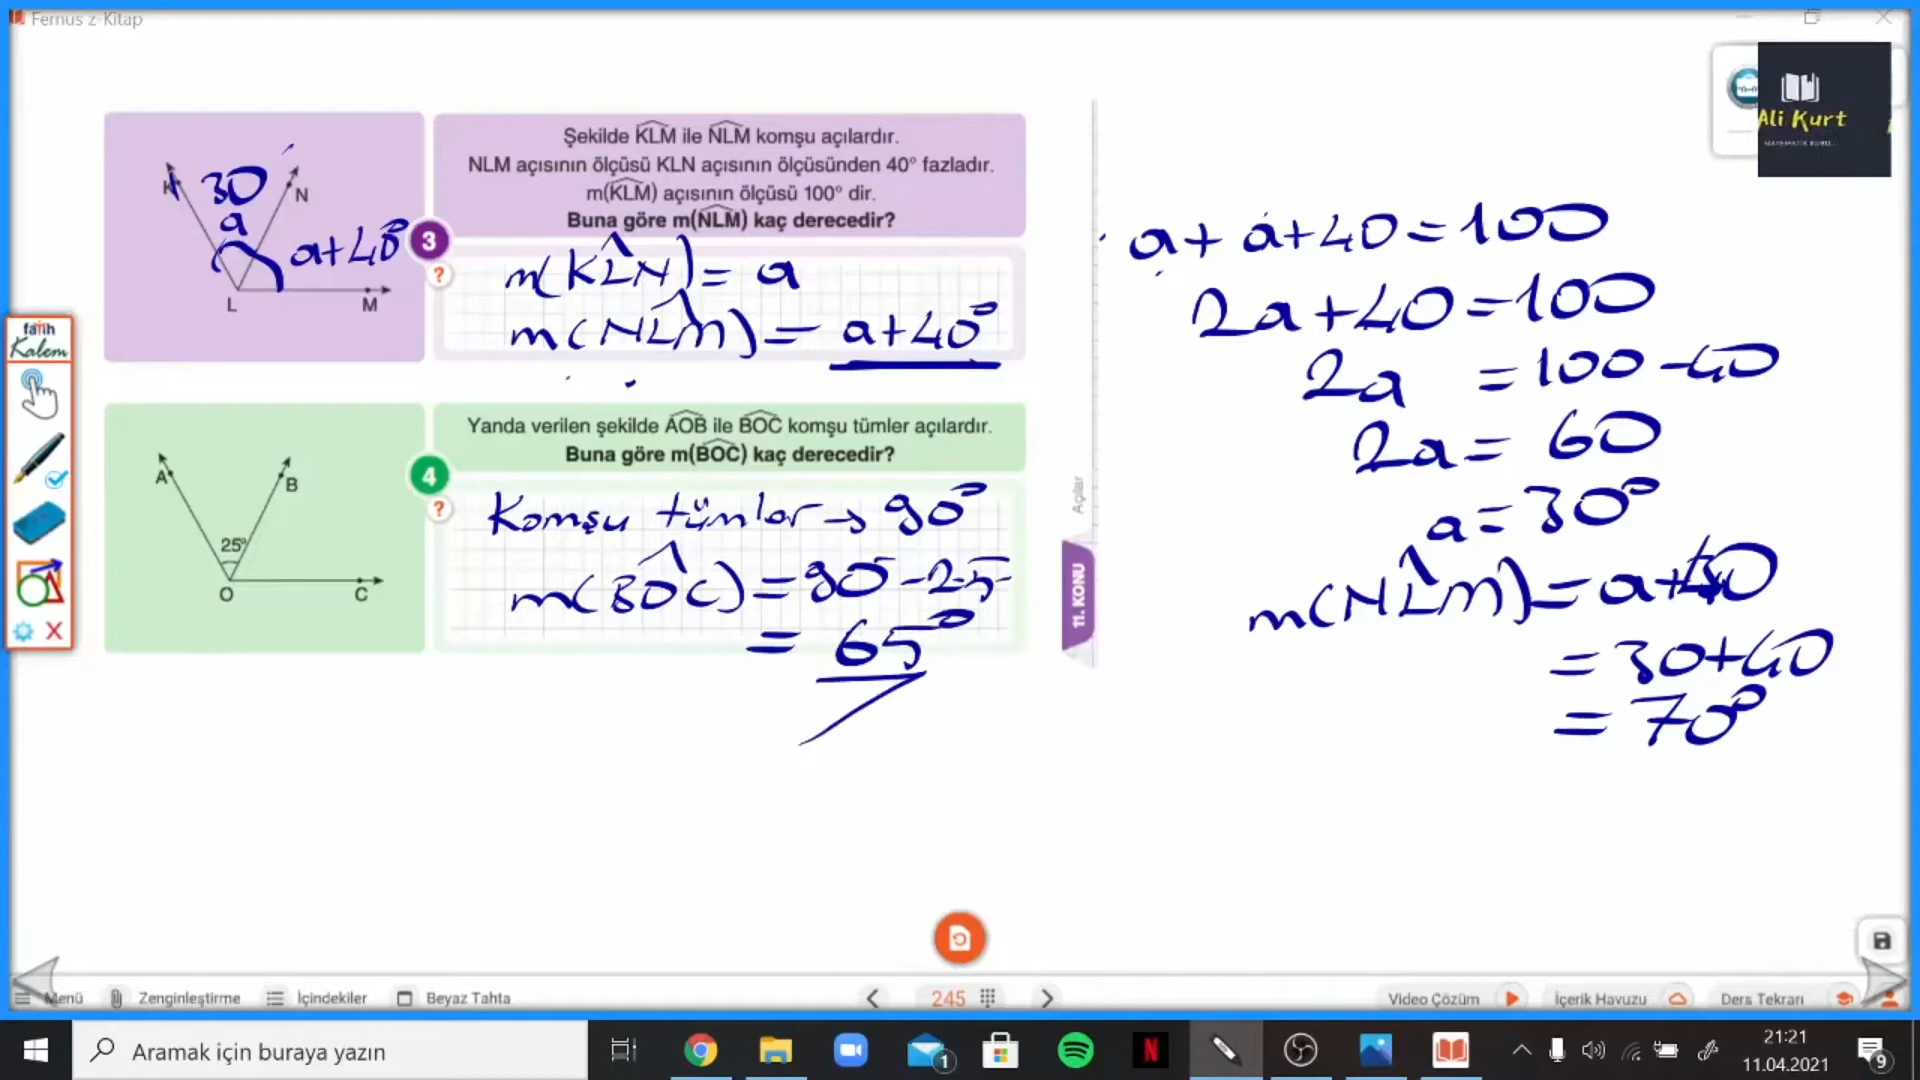 Fernus z-Kitap
Ali Kurt
K
30
N
a
a+40°
L
M
3
Şekilde KLM ile NLM komşu açılardır.
NLM açısının ölçüsü KLN açısının ölçüsünden 40° fazladır.
m(KLM) açısının ölçüsü 100° dir.
Buna göre m(NLM) kaç derecedir?
?
m(KLN) = a
m(NLM) = a+40°
A
B
25°
O
C
4
Yanda verilen şekilde AOB ile BOC komşu tümler açılardır.
Buna göre m(BOC) kaç derecedir?
?
Komşu tümler → 90°
m(BOC) = 90-25
= 65°
Açılar
11. KONU
a+a+40=100
2a+40=100
2a = 100-40
2a = 60
a = 30°
m(NLM) = a+40
= 30+40
= 70°
fatih
Kalem
Menü
Zenginleştirme
İçindekiler
Beyaz Tahta
245
Video Çözüm
İçerik Havuzu
Ders Tekrarı
Aramak için buraya yazın
1
N
21:21
11.04.2021
9